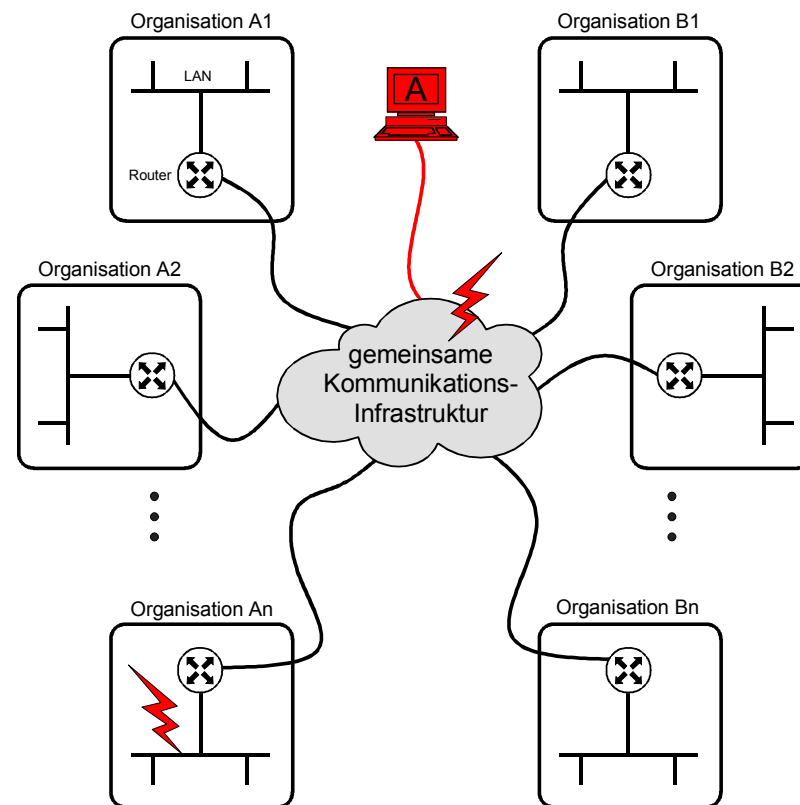 Organisation A1
Organisation B1
LAN
A
Router
Organisation A2
Organisation B2
gemeinsame
Kommunikations-
Infrastruktur
Organisation An
Organisation Bn